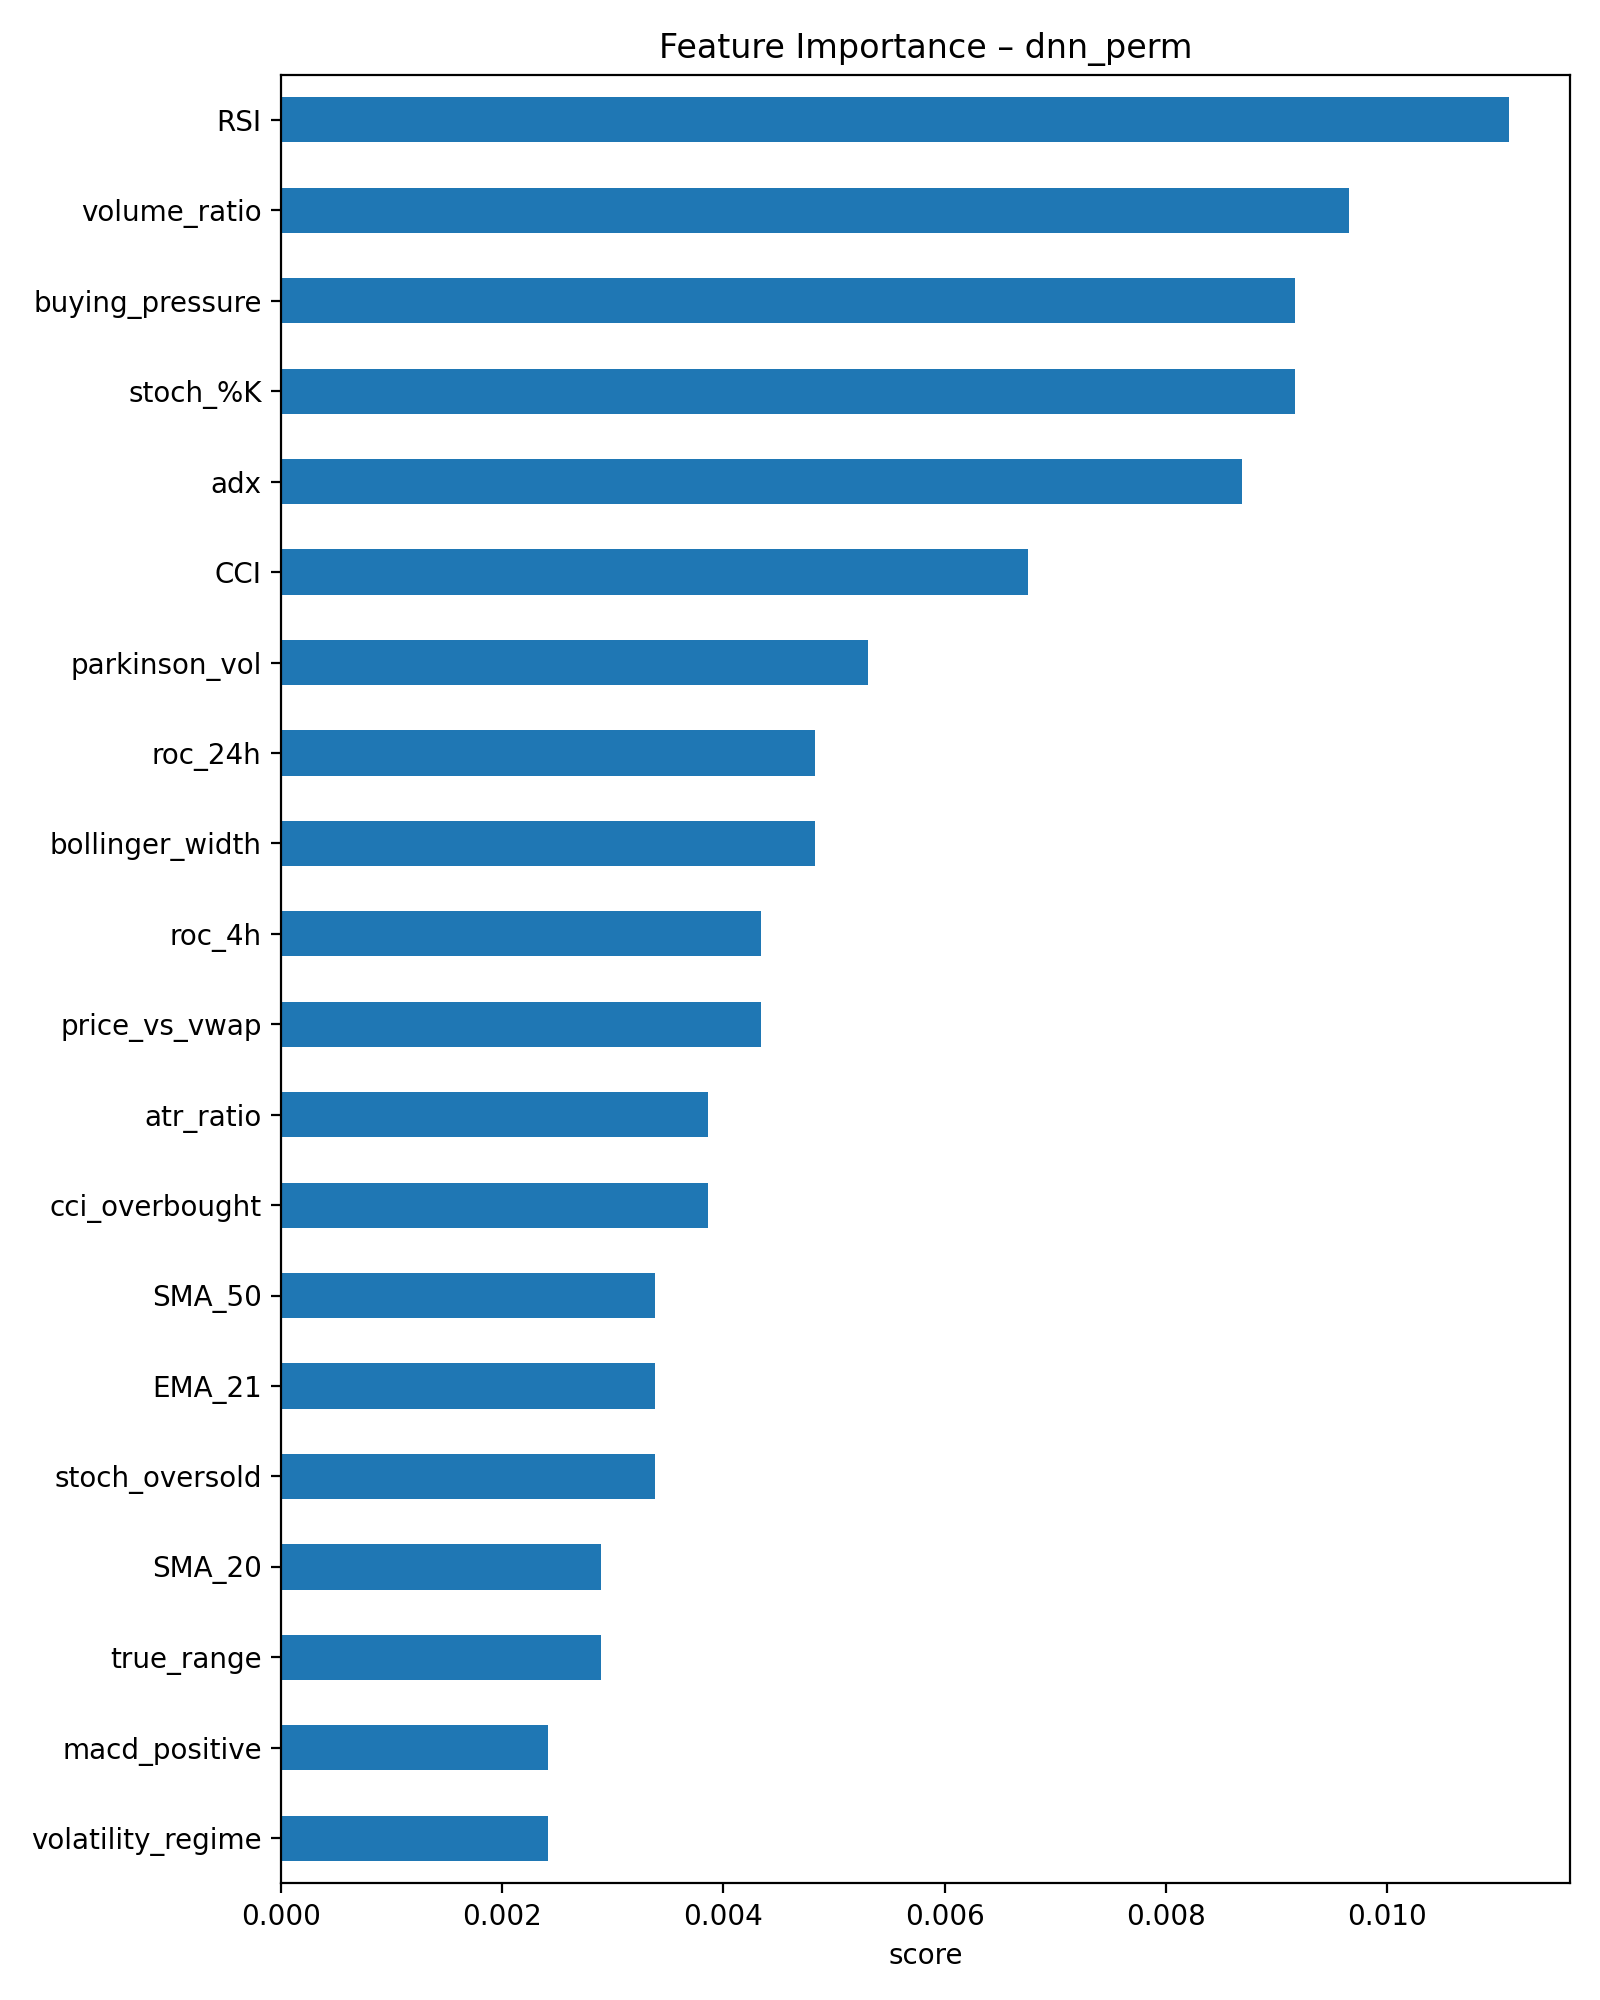 Feature Importance – dnn_perm
RSI
volume_ratio
buying_pressure
stoch_%K
adx
CCI
parkinson_vol
roc_24h
bollinger_width
roc_4h
price_vs_vwap
atr_ratio
cci_overbought
SMA_50
EMA_21
stoch_oversold
SMA_20
true_range
macd_positive
volatility_regime
0.000 0.002 0.004 0.006 0.008 0.010
score